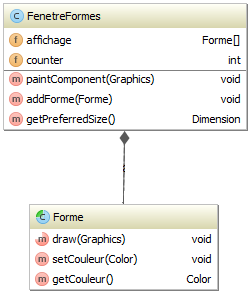 C FenetreFormes
f affichage Forme[]
f counter int
m paintComponent(Graphics) void
m addForme(Forme) void
m getPreferredSize() Dimension
C Forme
m draw(Graphics) void
m setCouleur(Color) void
m getCouleur() Color